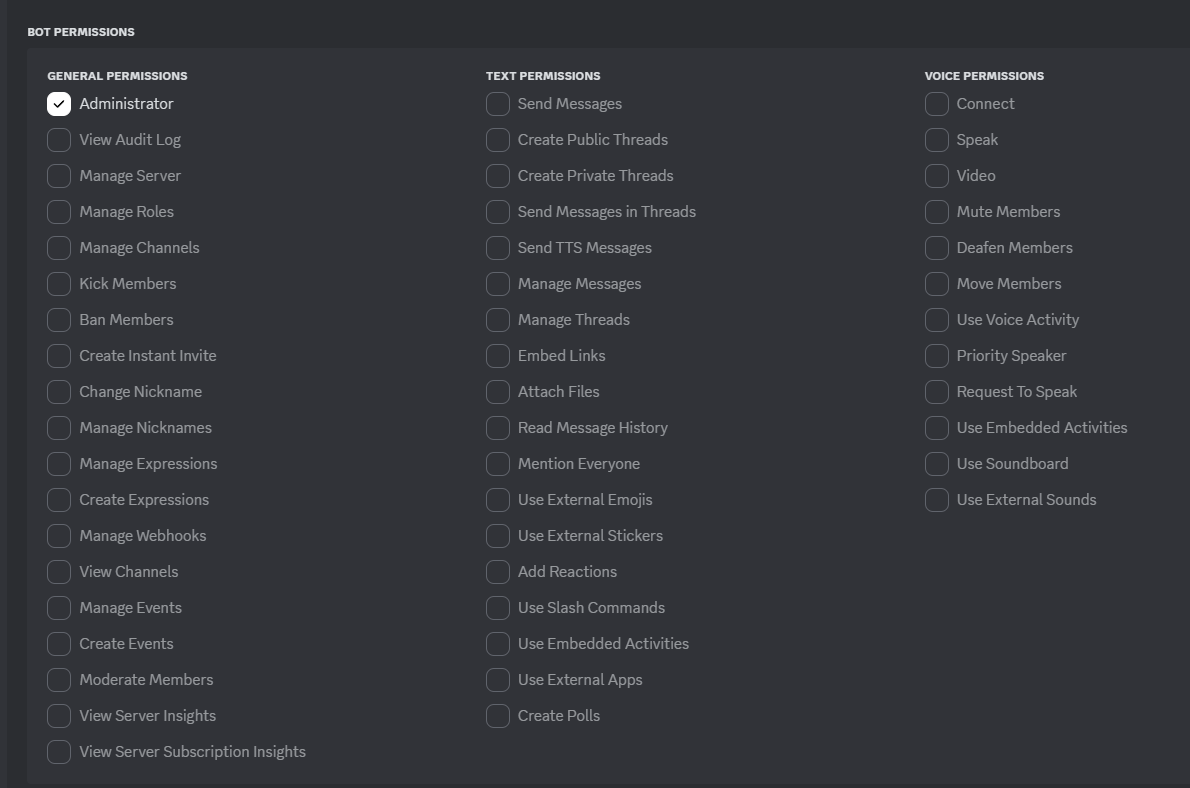 BOT PERMISSIONS
GENERAL PERMISSIONS
Administrator
View Audit Log
Manage Server
Manage Roles
Manage Channels
Kick Members
Ban Members
Create Instant Invite
Change Nickname
Manage Nicknames
Manage Expressions
Create Expressions
Manage Webhooks
View Channels
Manage Events
Create Events
Moderate Members
View Server Insights
View Server Subscription Insights
TEXT PERMISSIONS
Send Messages
Create Public Threads
Create Private Threads
Send Messages in Threads
Send TTS Messages
Manage Messages
Manage Threads
Embed Links
Attach Files
Read Message History
Mention Everyone
Use External Emojis
Use External Stickers
Add Reactions
Use Slash Commands
Use Embedded Activities
Use External Apps
Create Polls
VOICE PERMISSIONS
Connect
Speak
Video
Mute Members
Deafen Members
Move Members
Use Voice Activity
Priority Speaker
Request To Speak
Use Embedded Activities
Use Soundboard
Use External Sounds